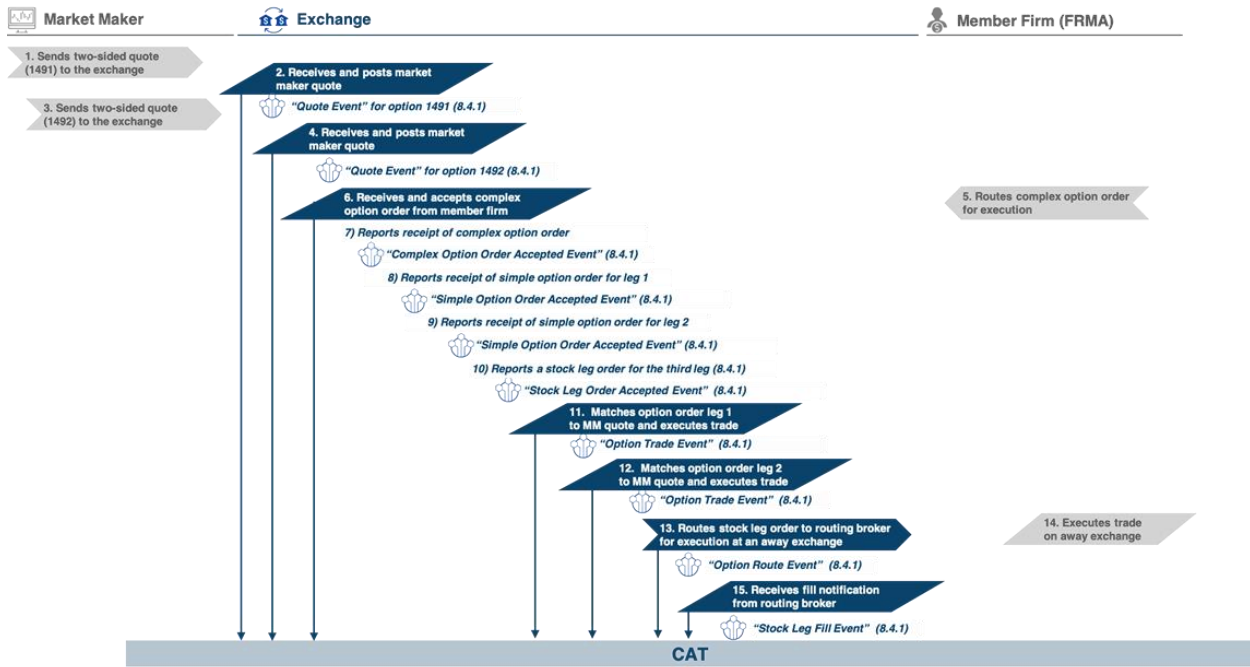 Market Maker
Exchange
Member Firm (FRMA)
1. Sends two-sided quote
(1491) to the exchange
2. Receives and posts market
maker quote
"Quote Event" for option 1491 (8.4.1)
3. Sends two-sided quote
(1492) to the exchange
4. Receives and posts market
maker quote
"Quote Event" for option 1492 (8.4.1)
5. Routes complex option order
for execution
6. Receives and accepts complex
option order from member firm
7) Reports receipt of complex option order
"Complex Option Order Accepted Event" (8.4.1)
8) Reports receipt of simple option order for leg 1
"Simple Option Order Accepted Event" (8.4.1)
9) Reports receipt of simple option order for leg 2
"Simple Option Order Accepted Event" (8.4.1)
10) Reports a stock leg order for the third leg (8.4.1)
"Stock Leg Order Accepted Event" (8.4.1)
11. Matches option order leg 1
to MM quote and executes trade
"Option Trade Event" (8.4.1)
12. Matches option order leg 2
to MM quote and executes trade
"Option Trade Event" (8.4.1)
13. Routes stock leg order to routing broker
for execution at an away exchange
"Option Route Event" (8.4.1)
14. Executes trade
on away exchange
15. Receives fill notification
from routing broker
"Stock Leg Fill Event" (8.4.1)
CAT